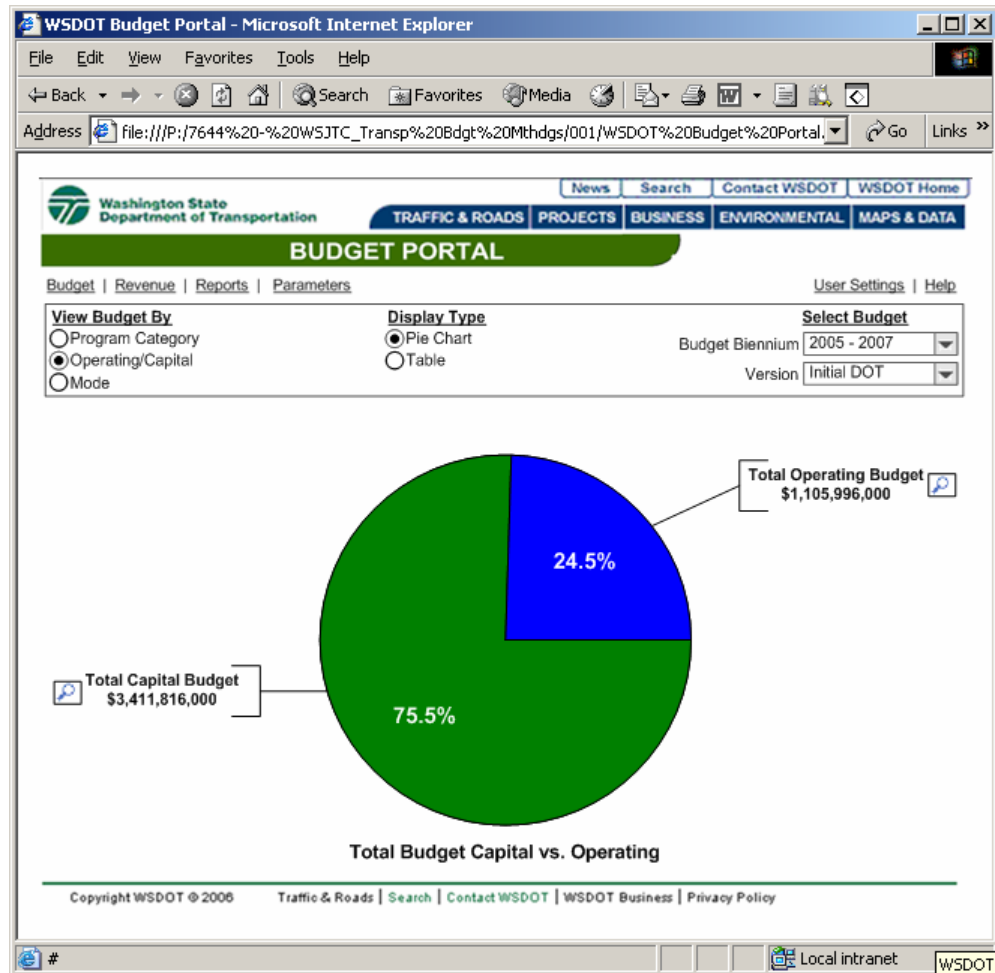 WSDOT Budget Portal - Microsoft Internet Explorer
File Edit View Favorites Tools Help
Back Search Favorites Media
Address file:///P:/7644%20-%20WSJTC_Transp%20Bdgt%20Mthdgs/001/WSDOT%20Budget%20Portal. Go Links »
News Search Contact WSDOT WSDOT Home
Washington State
Department of Transportation
TRAFFIC & ROADS PROJECTS BUSINESS ENVIRONMENTAL MAPS & DATA
BUDGET PORTAL
Budget | Revenue | Reports | Parameters User Settings | Help
View Budget By Display Type Select Budget
Program Category Pie Chart Budget Biennium 2005 - 2007
Operating/Capital Table Version Initial DOT
Mode
Total Operating Budget
$1,105,996,000
24.5%
Total Capital Budget
$3,411,816,000
75.5%
Total Budget Capital vs. Operating
Copyright WSDOT © 2006 Traffic & Roads | Search | Contact WSDOT | WSDOT Business | Privacy Policy
# Local intranet WSDOT